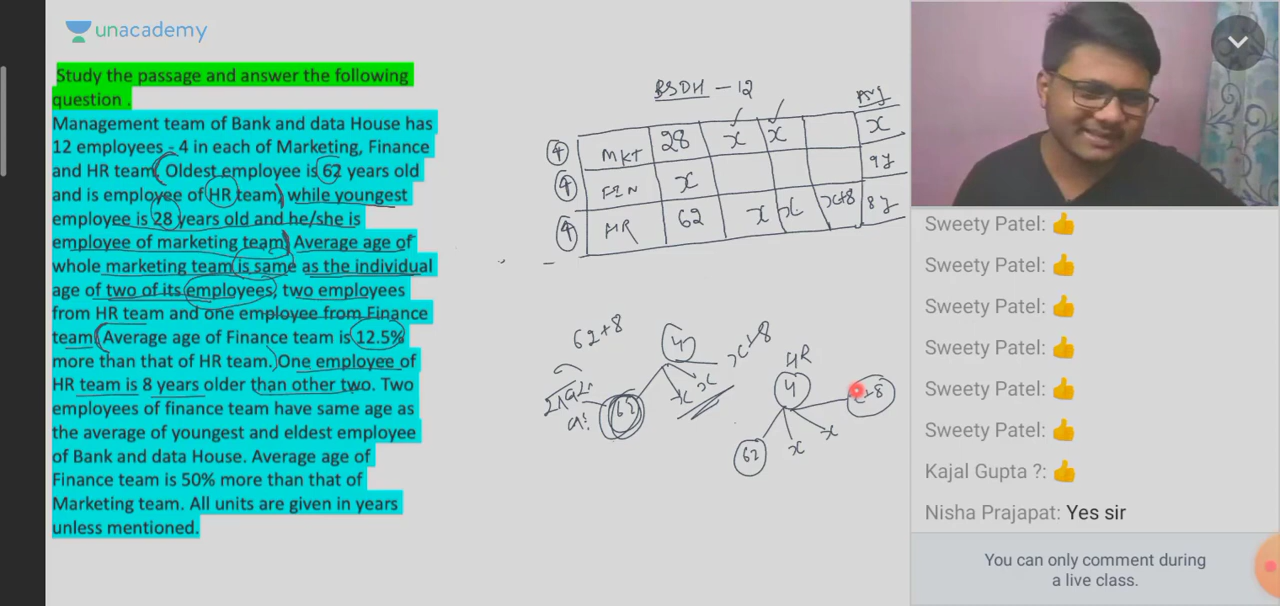 unacademy
Study the passage and answer the following
question .
Management team of Bank and data House has
12 employees - 4 in each of Marketing, Finance
and HR team. Oldest employee is 62 years old
and is employee of HR team, while youngest
employee is 28 years old and he/she is
employee of marketing team. Average age of
whole marketing team is same as the individual
age of two of its employees, two employees
from HR team and one employee from Finance
team. Average age of Finance team is 12.5%
more than that of HR team. One employee of
HR team is 8 years older than other two. Two
employees of finance team have same age as
the average of youngest and eldest employee
of Bank and data House. Average age of
Finance team is 50% more than that of
Marketing team. All units are given in years
unless mentioned.
BSDH - 12
Avg
④ MKT 28 x x x
④ FIN x 9y
④ HR 62 x x x+8 8y
62+8
4 x+8
62 x x
HR
4
x+8
62 x x
Sweety Patel: 👍
Sweety Patel: 👍
Sweety Patel: 👍
Sweety Patel: 👍
Sweety Patel: 👍
Kajal Gupta ?: 👍
Nisha Prajapat: Yes sir
You can only comment during
a live class.